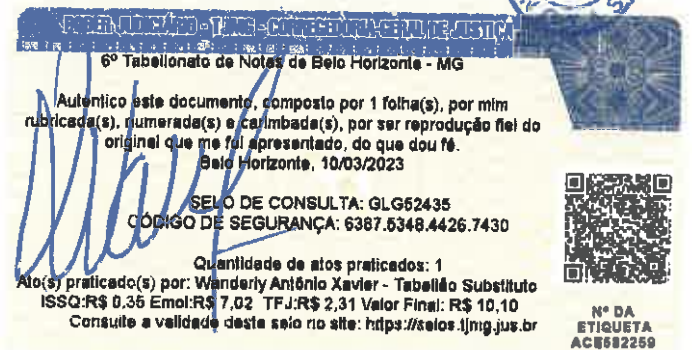 PODER JUDICIÁRIO - TJMG - CORREGEDORIA-GERAL DE JUSTIÇA
6º Tabelionato de Notas de Belo Horizonte - MG
Autentico este documento, composto por 1 folha(s), por mim
rubricada(s), numerada(s) e carimbada(s), por ser reprodução fiel do
original que me foi apresentado, do que dou fé.
Belo Horizonte, 10/03/2023
SELO DE CONSULTA: GLG52435
CÓDIGO DE SEGURANÇA: 6387.5348.4426.7430
Quantidade de atos praticados: 1
Ato(s) praticado(s) por: Wanderly Antônio Xavier - Tabelião Substituto
ISSQ:R$ 0,35 Emol:R$ 7,02 TFJ:R$ 2,31 Valor Final: R$ 10,10
Consulte a validade deste selo no site: https://selos.tjmg.jus.br
Nº DA
ETIQUETA
ACE582259